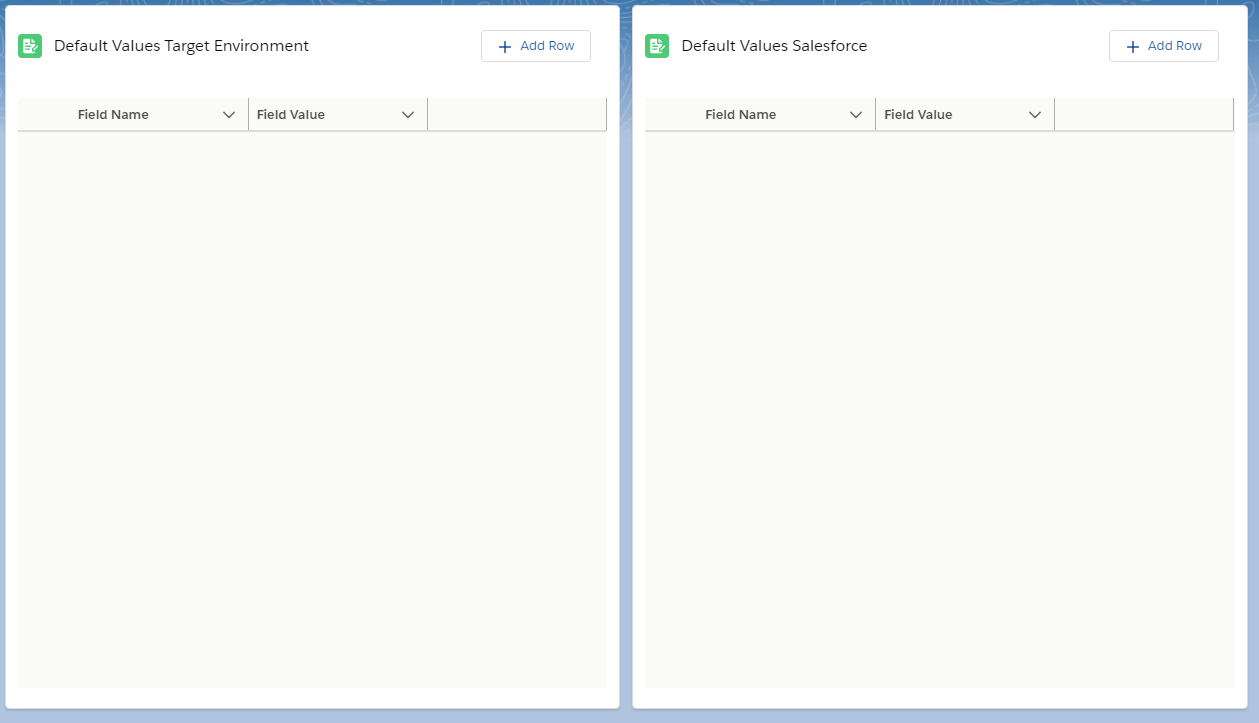 Default Values Target Environment
Add Row
Field Name
Field Value
Default Values Salesforce
Add Row
Field Name
Field Value